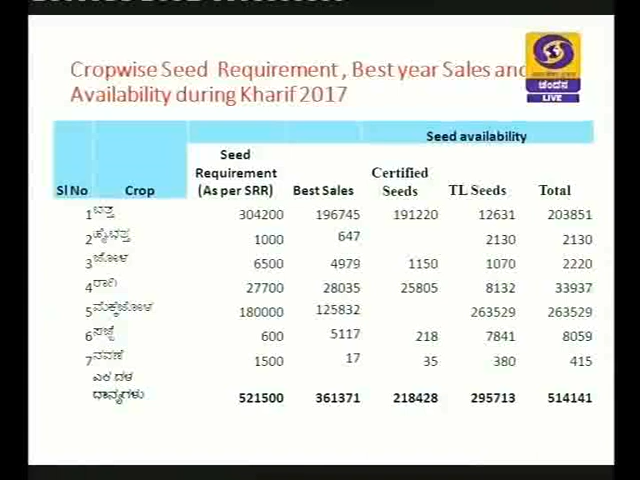 Cropwise Seed Requirement , Best year Sales and
Availability during Kharif 2017
ಚಂದನ
LIVE
Seed availability
Sl No Crop Seed Requirement (As per SRR) Best Sales Certified Seeds TL Seeds Total
1 ಭತ್ತ 304200 196745 191220 12631 203851
2 ಹೈ.ಭತ್ತ 1000 647 2130 2130
3 ಜೋಳ 6500 4979 1150 1070 2220
4 ರಾಗಿ 27700 28035 25805 8132 33937
5 ಮೆಕ್ಕೆಜೋಳ 180000 125832 263529 263529
6 ಸಜ್ಜೆ 600 5117 218 7841 8059
7 ನವಣೆ 1500 17 35 380 415
ಏಕ ದಳ
ಧಾನ್ಯಗಳು 521500 361371 218428 295713 514141